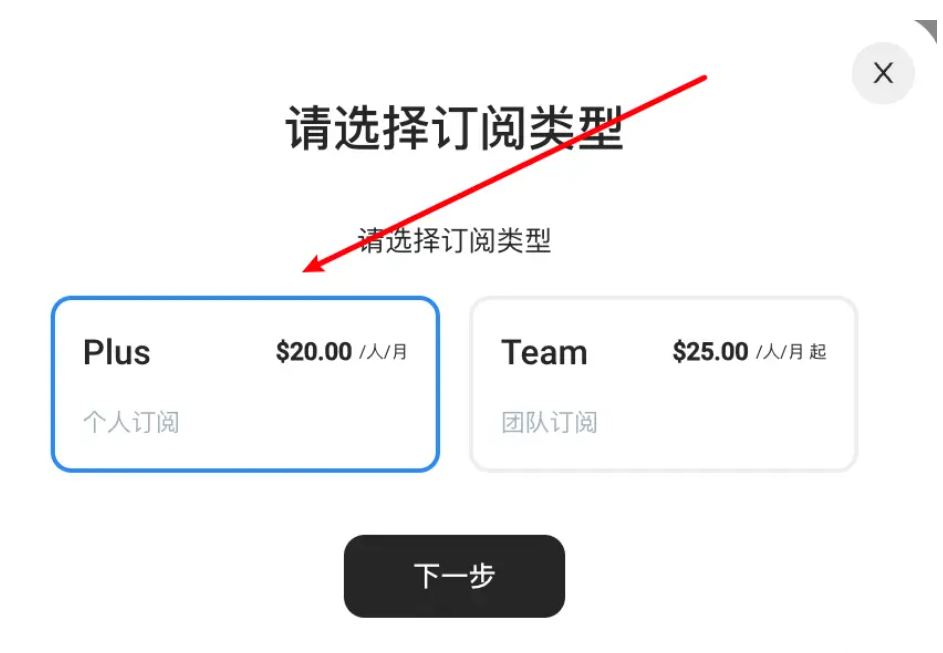 X
请选择订阅类型
请选择订阅类型
Plus $20.00 /人/月
个人订阅
Team $25.00 /人/月 起
团队订阅
下一步